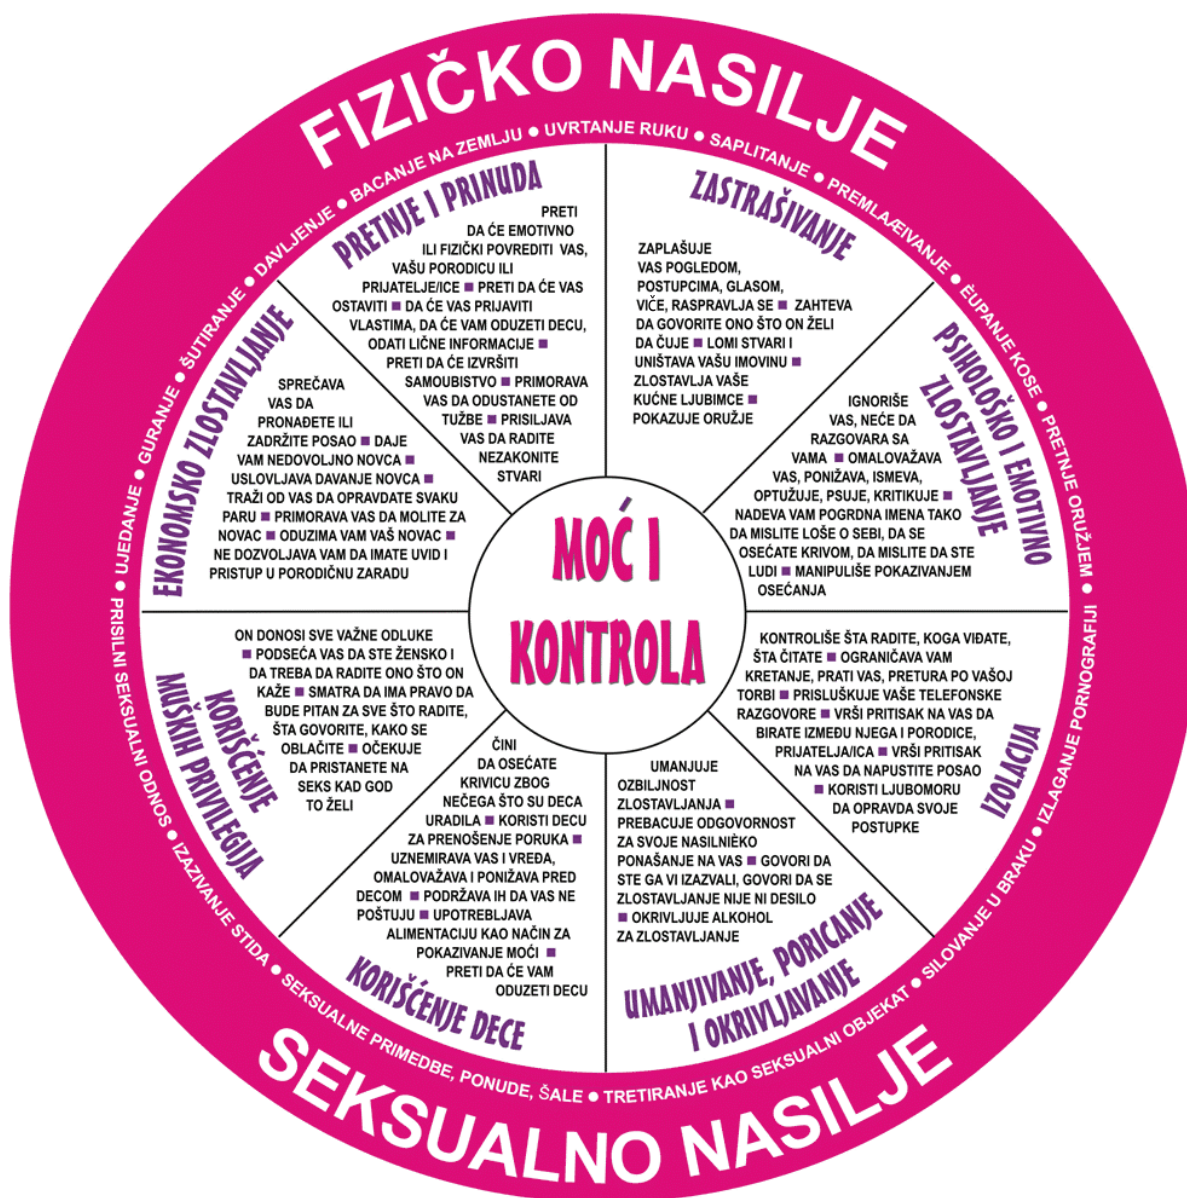 FIZIČKO NASILJE
UJEDANJE ● GURANJE ● ŠUTIRANJE ● DAVLJENJE ● BACANJE NA ZEMLJU ● UVRTANJE RUKU ● SAPLITANJE ● PREMLAÆIVANJE ● ÈUPANJE KOSE ● PRETNJE ORUŽJEM ●
PRETNJE I PRINUDA
PRETI
DA ĆE EMOTIVNO
ILI FIZIČKI POVREDITI VAS,
VAŠU PORODICU ILI
PRIJATELJE/ICE ■ PRETI DA ĆE VAS
OSTAVITI ■ DA ĆE VAS PRIJAVITI
VLASTIMA, DA ĆE VAM ODUZETI DECU,
ODATI LIČNE INFORMACIJE ■
PRETI DA ĆE IZVRŠITI
SAMOUBISTVO ■ PRIMORAVA
VAS DA ODUSTANETE OD
TUŽBE ■ PRISILJAVA
VAS DA RADITE
NEZAKONITE
STVARI
ZASTRAŠIVANJE
ZAPLAŠUJE
VAS POGLEDOM,
POSTUPCIMA, GLASOM,
VIČE, RASPRAVLJA SE ■ ZAHTEVA
DA GOVORITE ONO ŠTO ON ŽELI
DA ČUJE ■ LOMI STVARI I
UNIŠTAVA VAŠU IMOVINU ■
ZLOSTAVLJA VAŠE
KUĆNE LJUBIMCE ■
POKAZUJE ORUŽJE
PSIHOLOŠKO I EMOTIVNO
ZLOSTAVLJANJE
IGNORIŠE
VAS, NEĆE DA
RAZGOVARA SA
VAMA ■ OMALOVAŽAVA
VAS, PONIŽAVA, ISMEVA,
OPTUŽUJE, PSUJE, KRITIKUJE ■
NADEVA VAM POGRDNA IMENA TAKO
DA MISLITE LOŠE O SEBI, DA SE
OSEĆATE KRIVOM, DA MISLITE DA STE
LUDI ■ MANIPULIŠE POKAZIVANJEM
OSEĆANJA
IZOLACIJA
KONTROLIŠE ŠTA RADITE, KOGA VIĐATE,
ŠTA ČITATE ■ OGRANIČAVA VAM
KRETANJE, PRATI VAS, PRETURA PO VAŠOJ
TORBI ■ PRISLUŠKUJE VAŠE TELEFONSKE
RAZGOVORE ■ VRŠI PRITISAK NA VAS DA
BIRATE IZMEĐU NJEGA I PORODICE,
PRIJATELJA/ICA ■ VRŠI PRITISAK
NA VAS DA NAPUSTITE POSAO
■ KORISTI LJUBOMORU
DA OPRAVDA SVOJE
POSTUPKE
UMANJUJE
OZBILJNOST
ZLOSTAVLJANJA ■
PREBACUJE ODGOVORNOST
ZA SVOJE NASILNIÈKO
PONAŠANJE NA VAS ■ GOVORI DA
STE GA VI IZAZVALI, GOVORI DA SE
ZLOSTAVLJANJE NIJE NI DESILO
■ OKRIVLJUJE ALKOHOL
ZA ZLOSTAVLJANJE
UMANJIVANJE, PORICANJE
I OKRIVLJAVANJE
ČINI
DA OSEĆATE
KRIVICU ZBOG
NEČEGA ŠTO SU DECA
URADILA ■ KORISTI DECU
ZA PRENOŠENJE PORUKA ■
UZNEMIRAVA VAS I VREĐA,
OMALOVAŽAVA I PONIŽAVA PRED
DECOM ■ PODRŽAVA IH DA VAS NE
POŠTUJU ■ UPOTREBLJAVA
ALIMENTACIJU KAO NAČIN ZA
POKAZIVANJE MOĆI ■
PRETI DA ĆE VAM
ODUZETI DECU
KORIŠĆENJE DECE
ON DONOSI SVE VAŽNE ODLUKE
■ PODSEĆA VAS DA STE ŽENSKO I
DA TREBA DA RADITE ONO ŠTO ON
KAŽE ■ SMATRA DA IMA PRAVO DA
BUDE PITAN ZA SVE ŠTO RADITE,
ŠTA GOVORITE, KAKO SE
OBLAČITE ■ OČEKUJE
DA PRISTANETE NA
SEKS KAD GOD
TO ŽELI
KORIŠĆENJE
MUŠKIH PRIVILEGIJA
EKONOMSKO ZLOSTAVLJANJE
SPREČAVA
VAS DA
PRONAĐETE ILI
ZADRŽITE POSAO ■ DAJE
VAM NEDOVOLJNO NOVCA ■
USLOVLJAVA DAVANJE NOVCA ■
TRAŽI OD VAS DA OPRAVDATE SVAKU
PARU ■ PRIMORAVA VAS DA MOLITE ZA
NOVAC ■ ODUZIMA VAM VAŠ NOVAC ■
NE DOZVOLJAVA VAM DA IMATE UVID I
PRISTUP U PORODIČNU ZARADU
MOĆ I
KONTROLA
PRISILNI SEKSUALNI ODNOS ● IZAZIVANJE STIDA ● SEKSUALNE PRIMEDBE, PONUDE, ŠALE ● TRETIRANJE KAO SEKSUALNI OBJEKAT ● SILOVANJE U BRAKU ● IZLAGANJE PORNOGRAFIJI
SEKSUALNO NASILJE